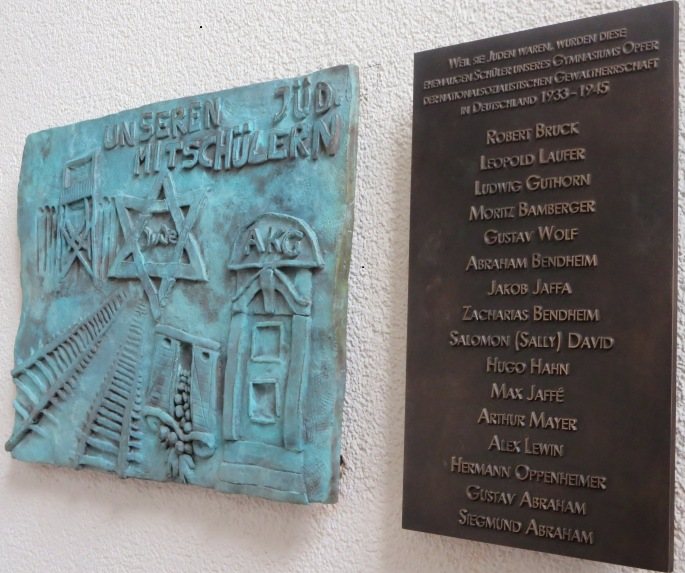 UNSEREN JÜD.
MITSCHÜLERN
AKG
WEIL SIE JUDEN WAREN, WURDEN DIESE
EHEMALIGEN SCHÜLER UNSERES GYMNASIUMS OPFER
DER NATIONALSOZIALISTISCHEN GEWALTHERRSCHAFT
IN DEUTSCHLAND 1933-1945
ROBERT BRUCK
LEOPOLD LAUFER
LUDWIG GUTHORN
MORITZ BAMBERGER
GUSTAV WOLF
ABRAHAM BENDHEIM
JAKOB JAFFA
ZACHARIAS BENDHEIM
SALOMON (SALLY) DAVID
HUGO HAHN
MAX JAFFÉ
ARTHUR MAYER
ALEX LEWIN
HERMANN OPPENHEIMER
GUSTAV ABRAHAM
SIEGMUND ABRAHAM